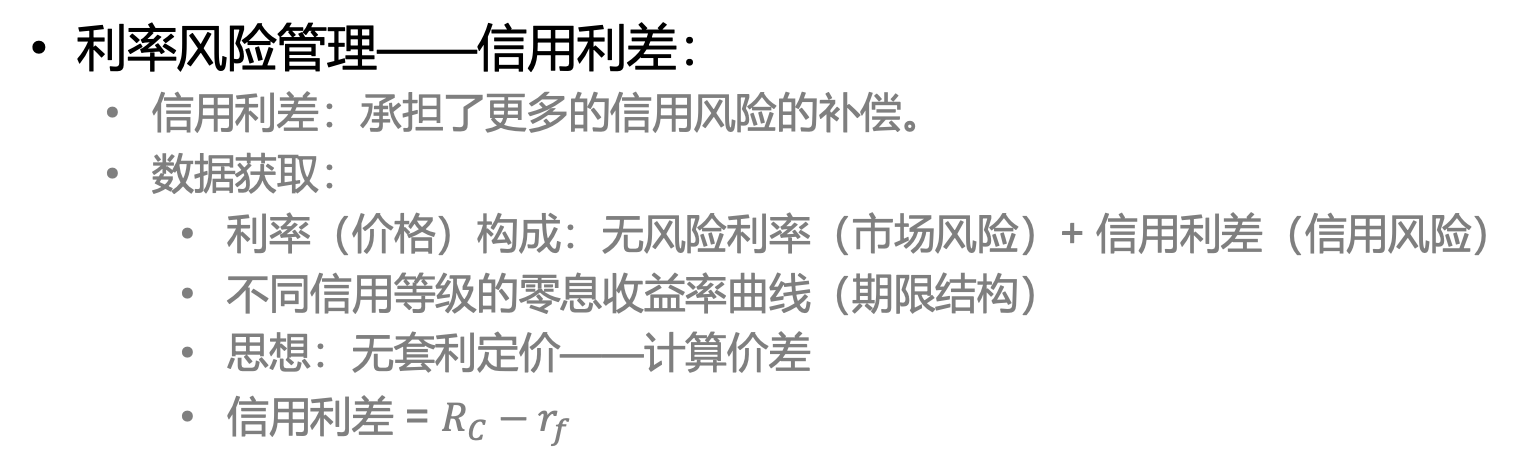 • 利率风险管理——信用利差：
• 信用利差：承担了更多的信用风险的补偿。
• 数据获取：
• 利率（价格）构成：无风险利率（市场风险）+ 信用利差（信用风险）
• 不同信用等级的零息收益率曲线（期限结构）
• 思想：无套利定价——计算价差
• 信用利差 = $R_C - r_f$